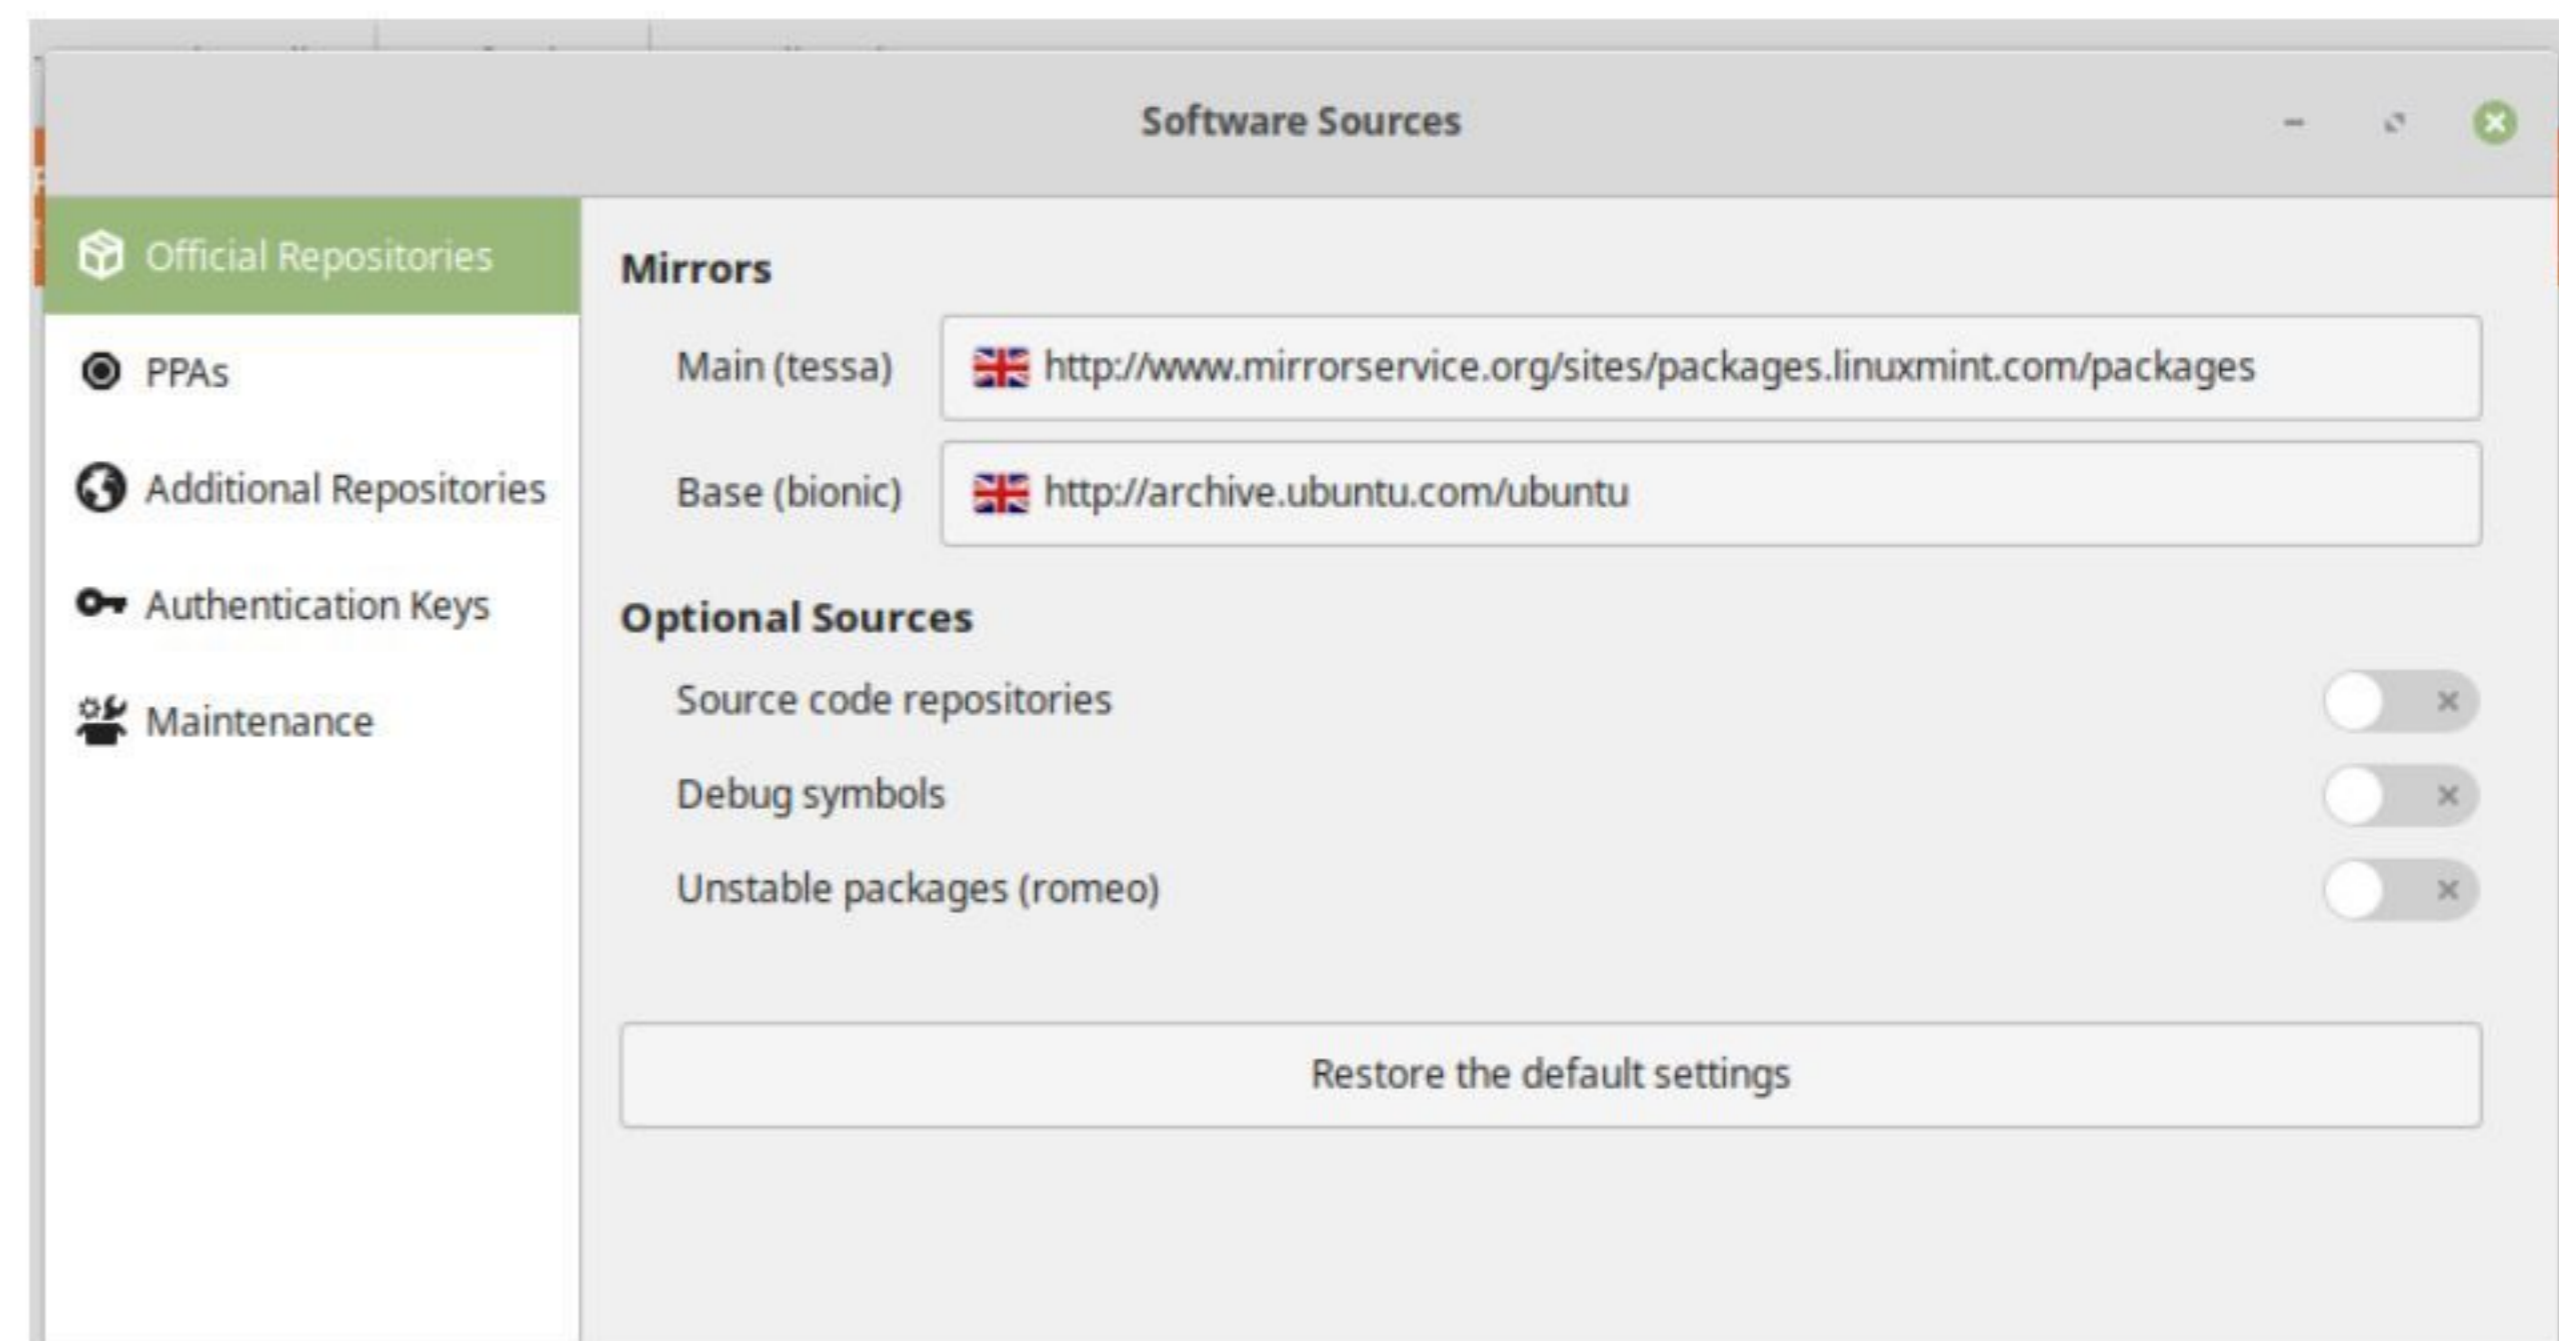 Software Sources
Official Repositories
PPAs
Additional Repositories
Authentication Keys
Maintenance
Mirrors
Main (tessa) http://www.mirrorservice.org/sites/packages.linuxmint.com/packages
Base (bionic) http://archive.ubuntu.com/ubuntu
Optional Sources
Source code repositories
Debug symbols
Unstable packages (romeo)
Restore the default settings